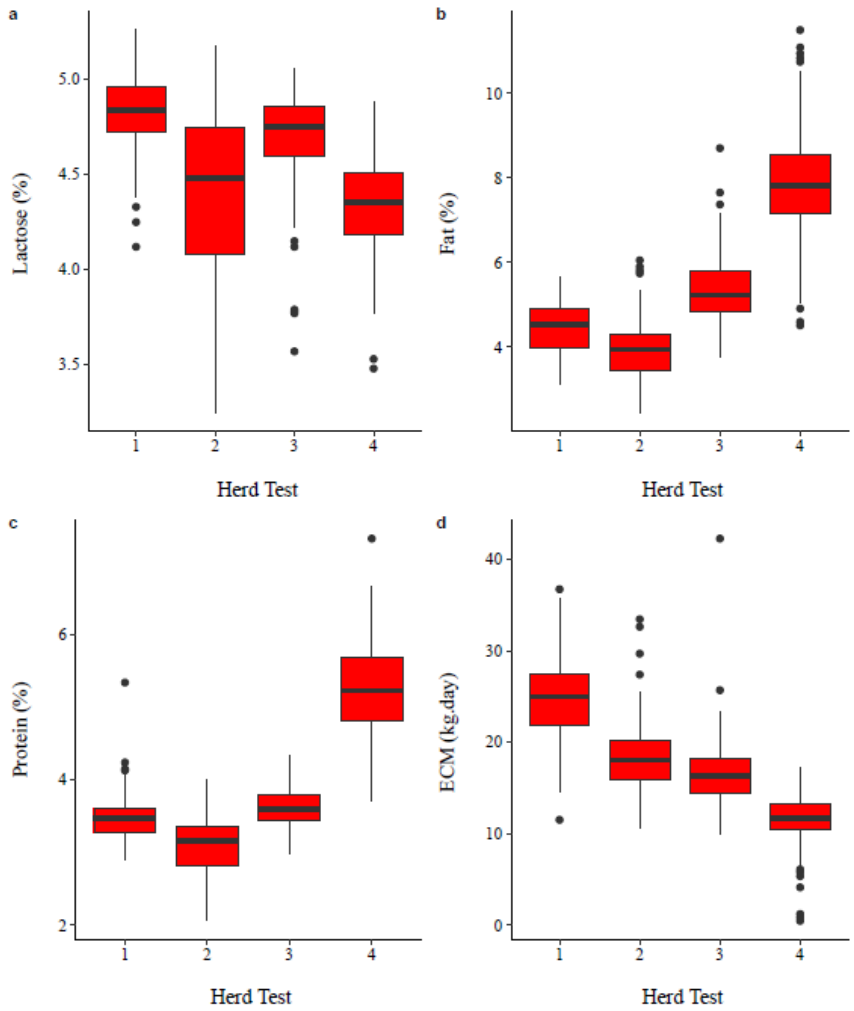 a
Lactose (%)
5.0
4.5
4.0
3.5
1 2 3 4
Herd Test
b
Fat (%)
10
8
6
4
1 2 3 4
Herd Test
c
Protein (%)
6
4
2
1 2 3 4
Herd Test
d
ECM (kg.day)
40
30
20
10
0
1 2 3 4
Herd Test